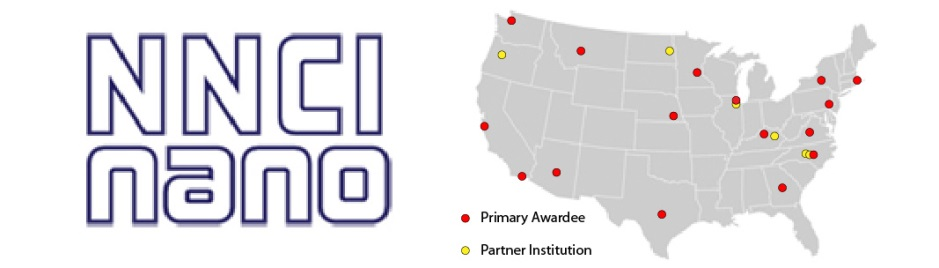 NNCI
nano
Primary Awardee
Partner Institution